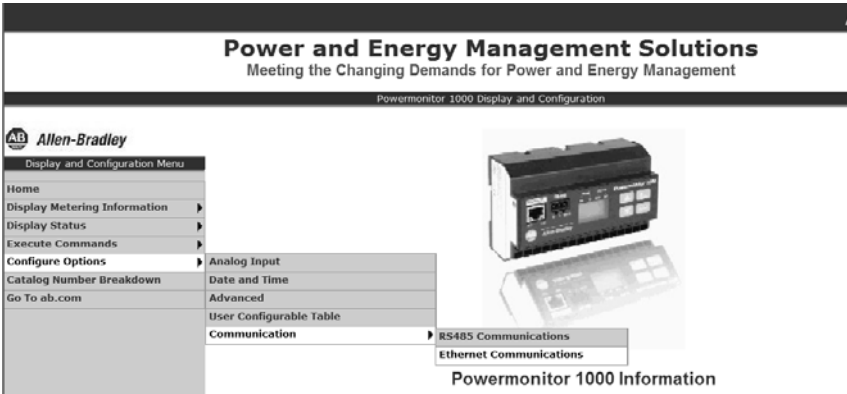 Power and Energy Management Solutions
Meeting the Changing Demands for Power and Energy Management
Powermonitor 1000 Display and Configuration
AB Allen-Bradley
Display and Configuration Menu
Home
Display Metering Information
Display Status
Execute Commands
Configure Options
Catalog Number Breakdown
Go To ab.com
Analog Input
Date and Time
Advanced
User Configurable Table
Communication
RS485 Communications
Ethernet Communications
Powermonitor 1000 Information